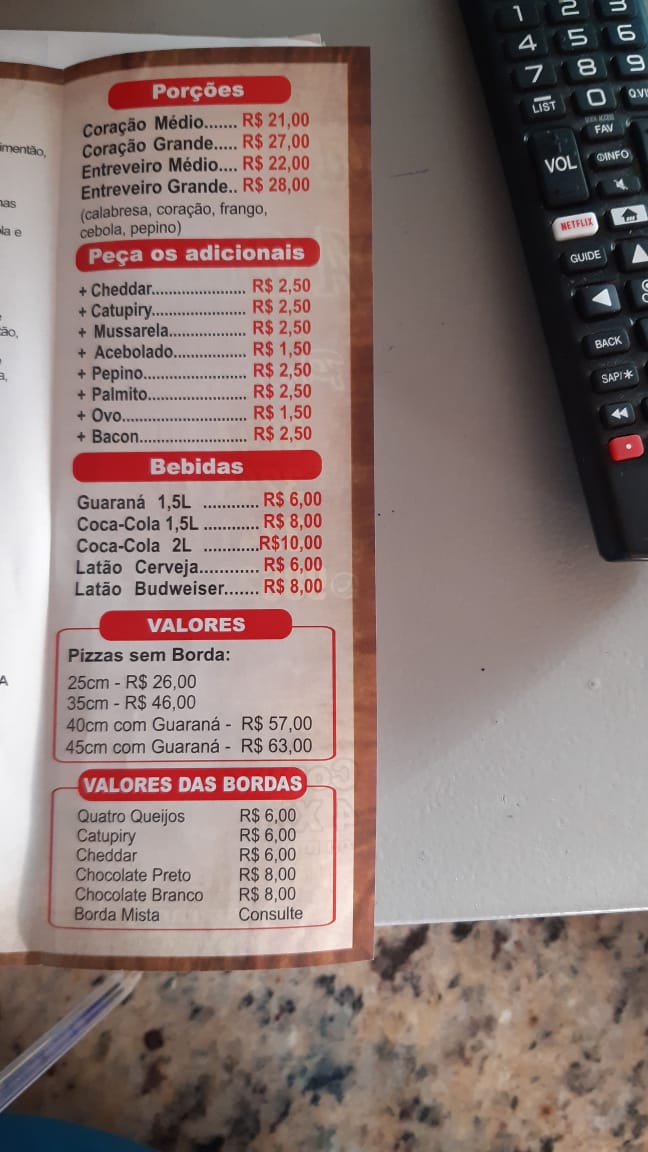 imentão,
nas
la e
ão,
a,
A
Porções
Coração Médio....... R$ 21,00
Coração Grande..... R$ 27,00
Entreveiro Médio.... R$ 22,00
Entreveiro Grande.. R$ 28,00
(calabresa, coração, frango,
cebola, pepino)
Peça os adicionais
+ Cheddar...................... R$ 2,50
+ Catupiry...................... R$ 2,50
+ Mussarela.................. R$ 2,50
+ Acebolado................. R$ 1,50
+ Pepino........................ R$ 2,50
+ Palmito....................... R$ 2,50
+ Ovo............................. R$ 1,50
+ Bacon......................... R$ 2,50
Bebidas
Guaraná 1,5L ............ R$ 6,00
Coca-Cola 1,5L ............ R$ 8,00
Coca-Cola 2L ............R$10,00
Latão Cerveja............ R$ 6,00
Latão Budweiser....... R$ 8,00
VALORES
Pizzas sem Borda:
25cm - R$ 26,00
35cm - R$ 46,00
40cm com Guaraná - R$ 57,00
45cm com Guaraná - R$ 63,00
VALORES DAS BORDAS
Quatro Queijos R$ 6,00
Catupiry R$ 6,00
Cheddar R$ 6,00
Chocolate Preto R$ 8,00
Chocolate Branco R$ 8,00
Borda Mista Consulte
1 2 3
4 5 6
7 8 9
LIST 0 Q.VI
FAV
VOL INFO
NETFLIX
GUIDE
BACK
SAP/*